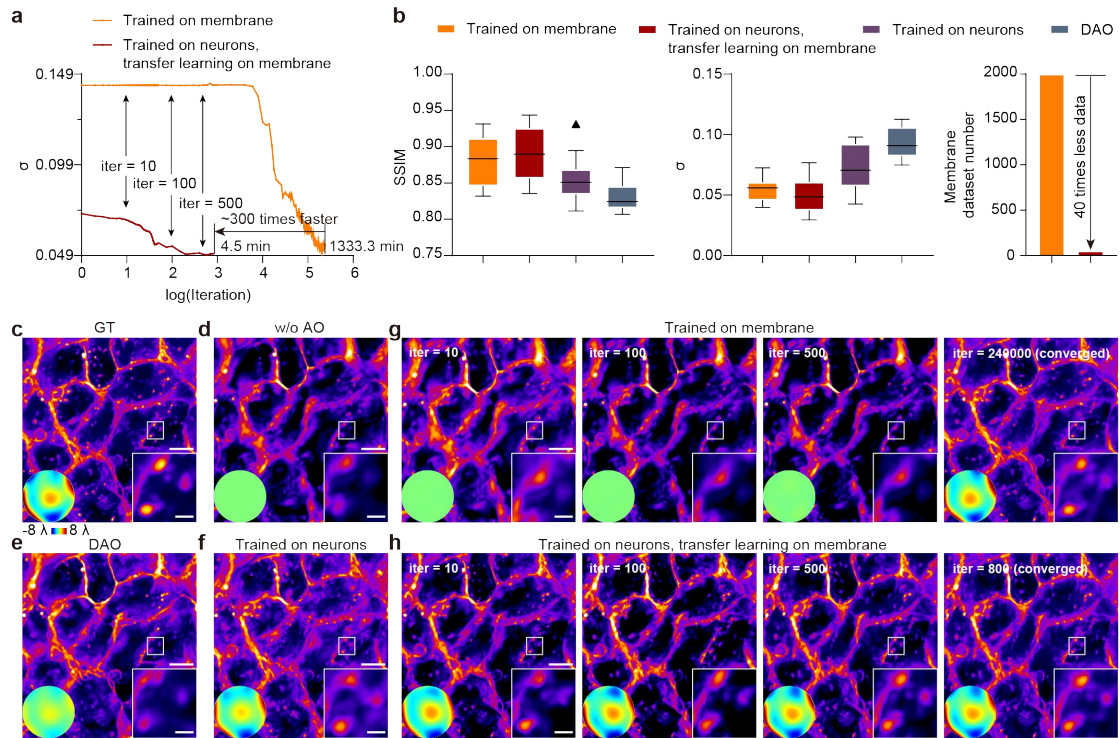 a
Trained on membrane
Trained on neurons,
transfer learning on membrane
0.149
0.099
0.049
σ
iter = 10
iter = 100
iter = 500
~300 times faster
4.5 min
1333.3 min
0
1
2
3
4
5
6
log(Iteration)
b
Trained on membrane
Trained on neurons,
transfer learning on membrane
Trained on neurons
DAO
1.00
0.95
0.90
0.85
0.80
0.75
SSIM
0.15
0.10
0.05
0.00
σ
2000
1500
1000
500
0
Membrane
dataset number
40 times less data
c
GT
-8 λ
8 λ
d
w/o AO
g
Trained on membrane
iter = 10
iter = 100
iter = 500
iter = 240000 (converged)
e
DAO
f
Trained on neurons
h
Trained on neurons, transfer learning on membrane
iter = 10
iter = 100
iter = 500
iter = 800 (converged)